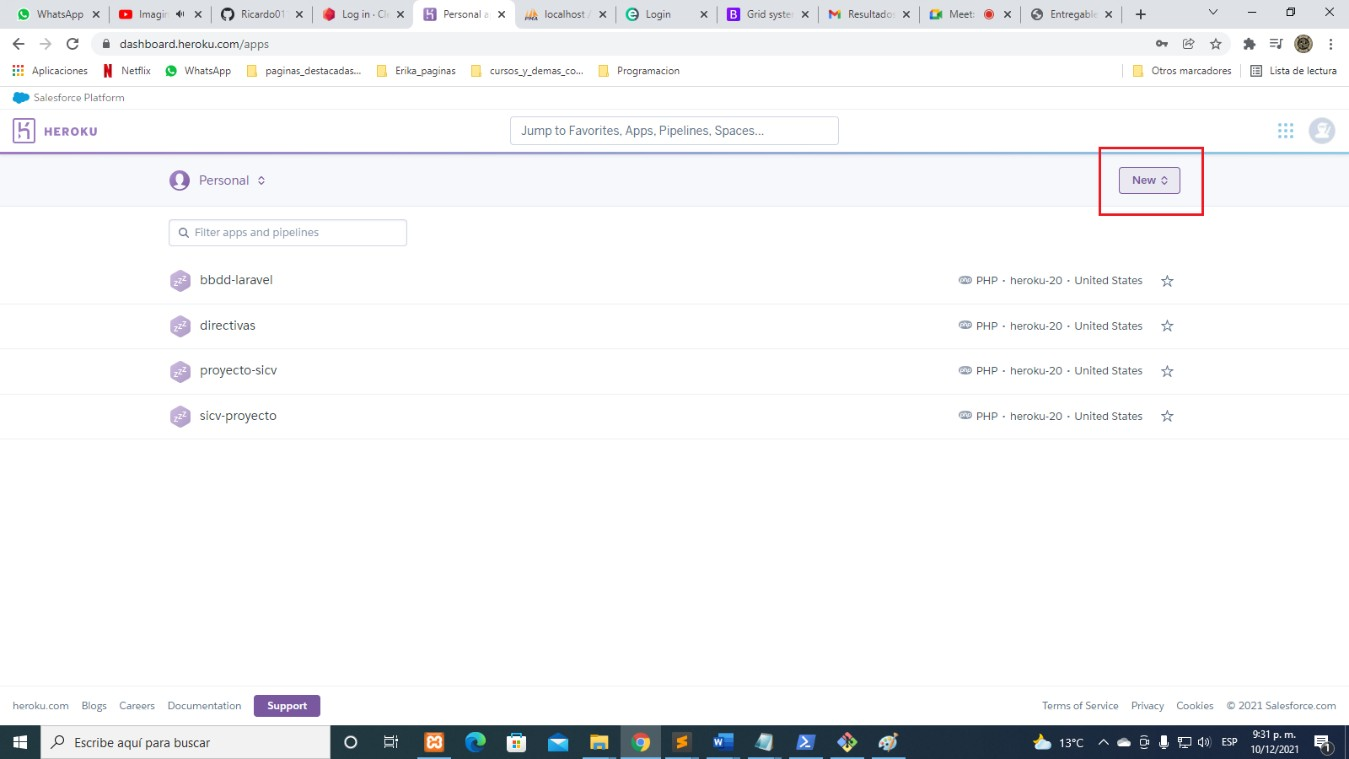 WhatsApp
Imagin
Ricardo01
Log in - Cl
Personal a
localhost /
Login
Grid syste
Resultado
Meet:
Entregable
dashboard.heroku.com/apps
Aplicaciones
Netflix
WhatsApp
paginas_destacadas...
Erika_paginas
cursos_y_demas_co...
Programacion
Otros marcadores
Lista de lectura
Salesforce Platform
HEROKU
Jump to Favorites, Apps, Pipelines, Spaces...
Personal
New
Filter apps and pipelines
bbdd-laravel
PHP · heroku-20 · United States
directivas
PHP · heroku-20 · United States
proyecto-sicv
PHP · heroku-20 · United States
sicv-proyecto
PHP · heroku-20 · United States
heroku.com
Blogs
Careers
Documentation
Support
Terms of Service
Privacy
Cookies
© 2021 Salesforce.com
Escribe aquí para buscar
13°C
ESP
9:31 p. m.
10/12/2021
1